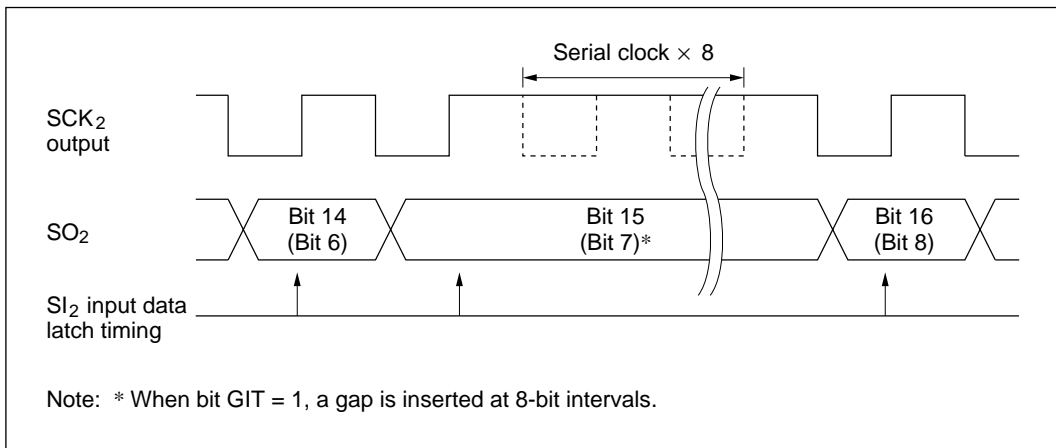 Serial clock × 8
SCK₂
output
SO₂
Bit 14
(Bit 6)
Bit 15
(Bit 7)*
Bit 16
(Bit 8)
SI₂ input data
latch timing
Note: * When bit GIT = 1, a gap is inserted at 8-bit intervals.